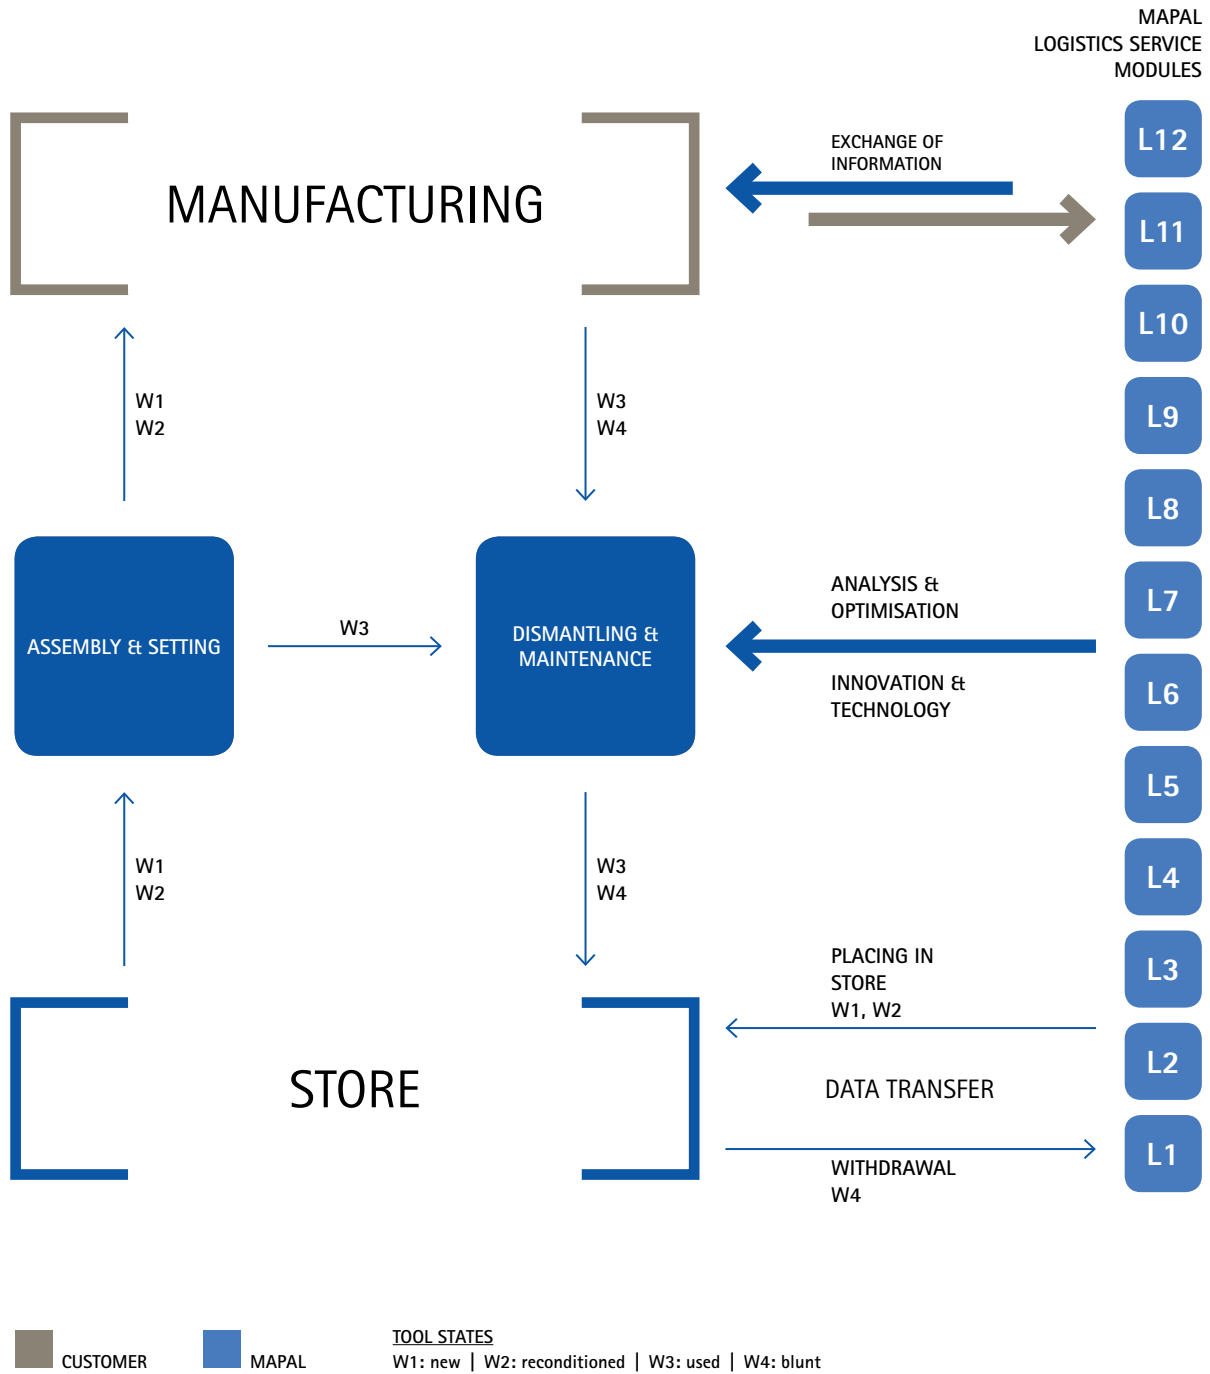 MAPAL
LOGISTICS SERVICE
MODULES
L12
EXCHANGE OF
INFORMATION
MANUFACTURING
L11
L10
W1
W2
W3
W4
L9
L8
ANALYSIS &
OPTIMISATION
L7
ASSEMBLY & SETTING
W3
DISMANTLING &
MAINTENANCE
INNOVATION &
TECHNOLOGY
L6
L5
W1
W2
W3
W4
L4
PLACING IN
STORE
W1, W2
L3
L2
STORE
DATA TRANSFER
L1
WITHDRAWAL
W4
CUSTOMER
MAPAL
TOOL STATES
W1: new | W2: reconditioned | W3: used | W4: blunt